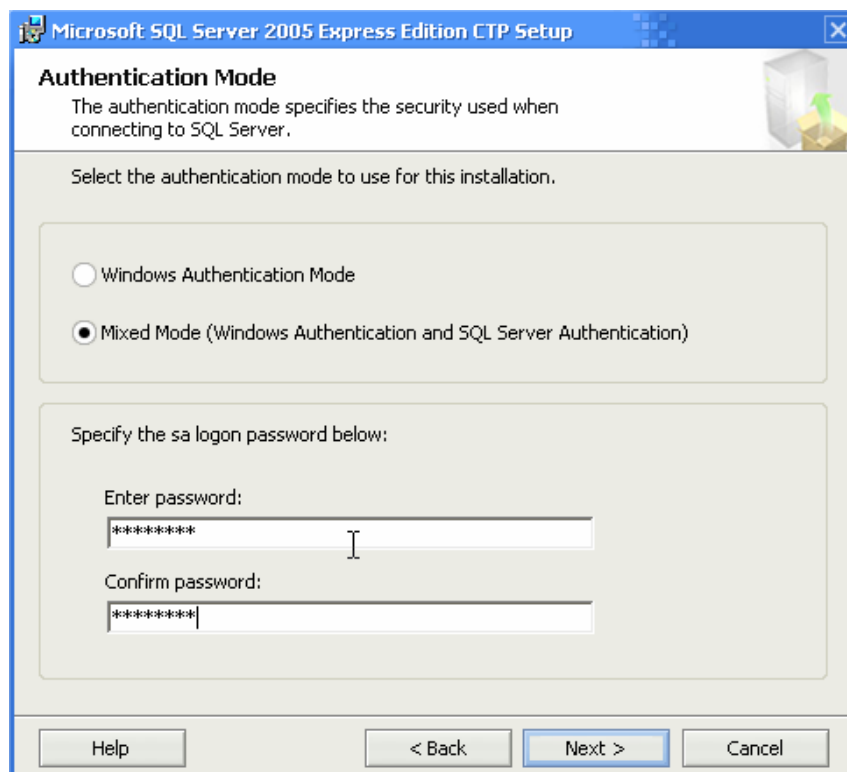 Microsoft SQL Server 2005 Express Edition CTP Setup
Authentication Mode
The authentication mode specifies the security used when
connecting to SQL Server.
Select the authentication mode to use for this installation.
Windows Authentication Mode
Mixed Mode (Windows Authentication and SQL Server Authentication)
Specify the sa logon password below:
Enter password:
********
Confirm password:
********
Help < Back Next > Cancel